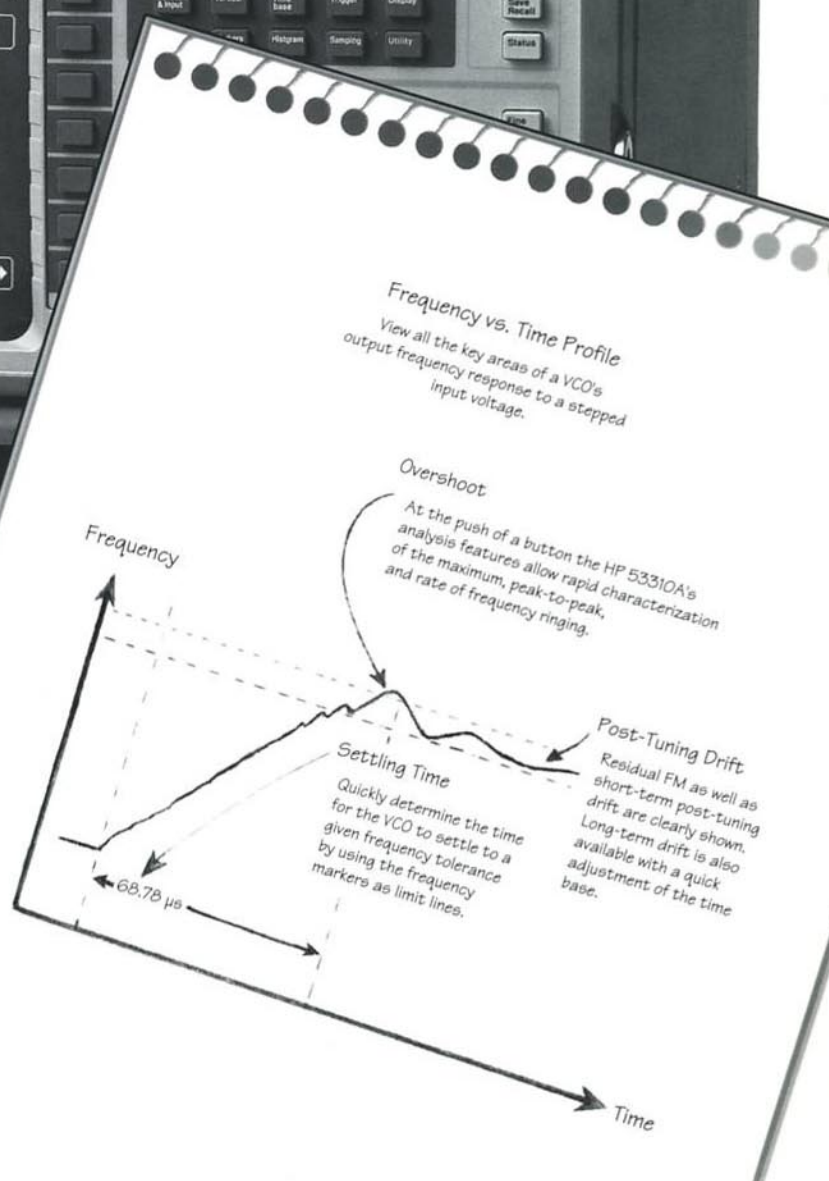 & Input
base
Trigger
Display
Save
Recall
Histgram
Sampling
Utility
Status
Fine
Frequency vs. Time Profile
View all the key areas of a VCO's
output frequency response to a stepped
input voltage.
Overshoot
At the push of a button the HP 53310A's
analysis features allow rapid characterization
of the maximum, peak-to-peak,
and rate of frequency ringing.
Frequency
Post-Tuning Drift
Residual FM as well as
short-term post-tuning
drift are clearly shown.
Long-term drift is also
available with a quick
adjustment of the time
base.
Settling Time
Quickly determine the time
for the VCO to settle to a
given frequency tolerance
by using the frequency
markers as limit lines.
68.78 µs
Time